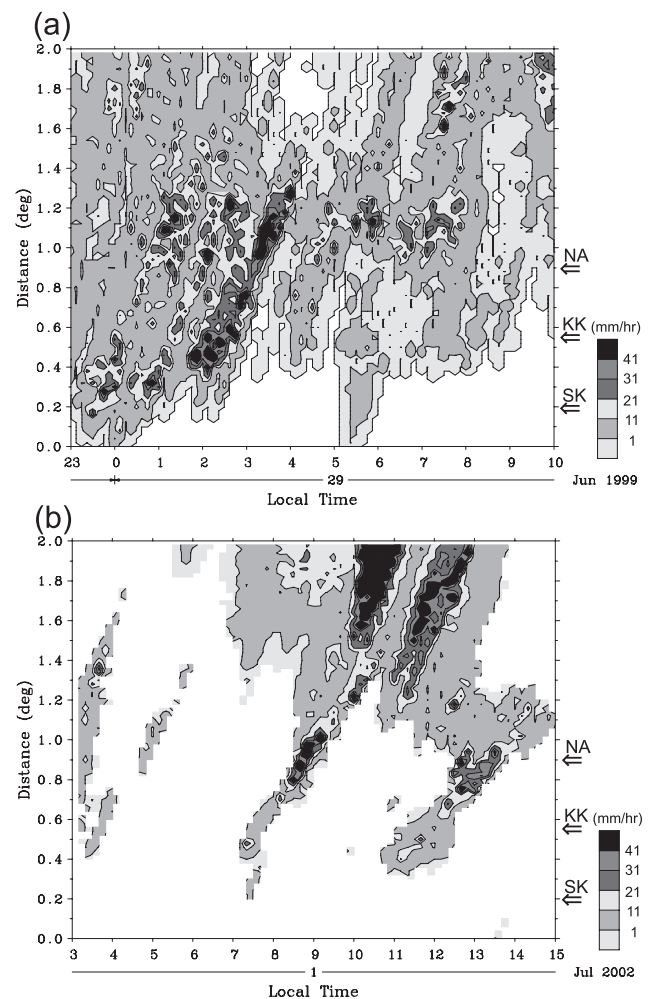 (a)
2.0
1.8
1.6
1.4
1.2
1.0
0.8
0.6
0.4
0.2
0.0
Distance (deg)
NA
KK
SK
(mm/hr)
41
31
21
11
1
23 0 1 2 3 4 5 6 7 8 9 10
29
Jun 1999
Local Time
(b)
2.0
1.8
1.6
1.4
1.2
1.0
0.8
0.6
0.4
0.2
0.0
Distance (deg)
NA
KK
SK
(mm/hr)
41
31
21
11
1
3 4 5 6 7 8 9 10 11 12 13 14 15
1
Jul 2002
Local Time